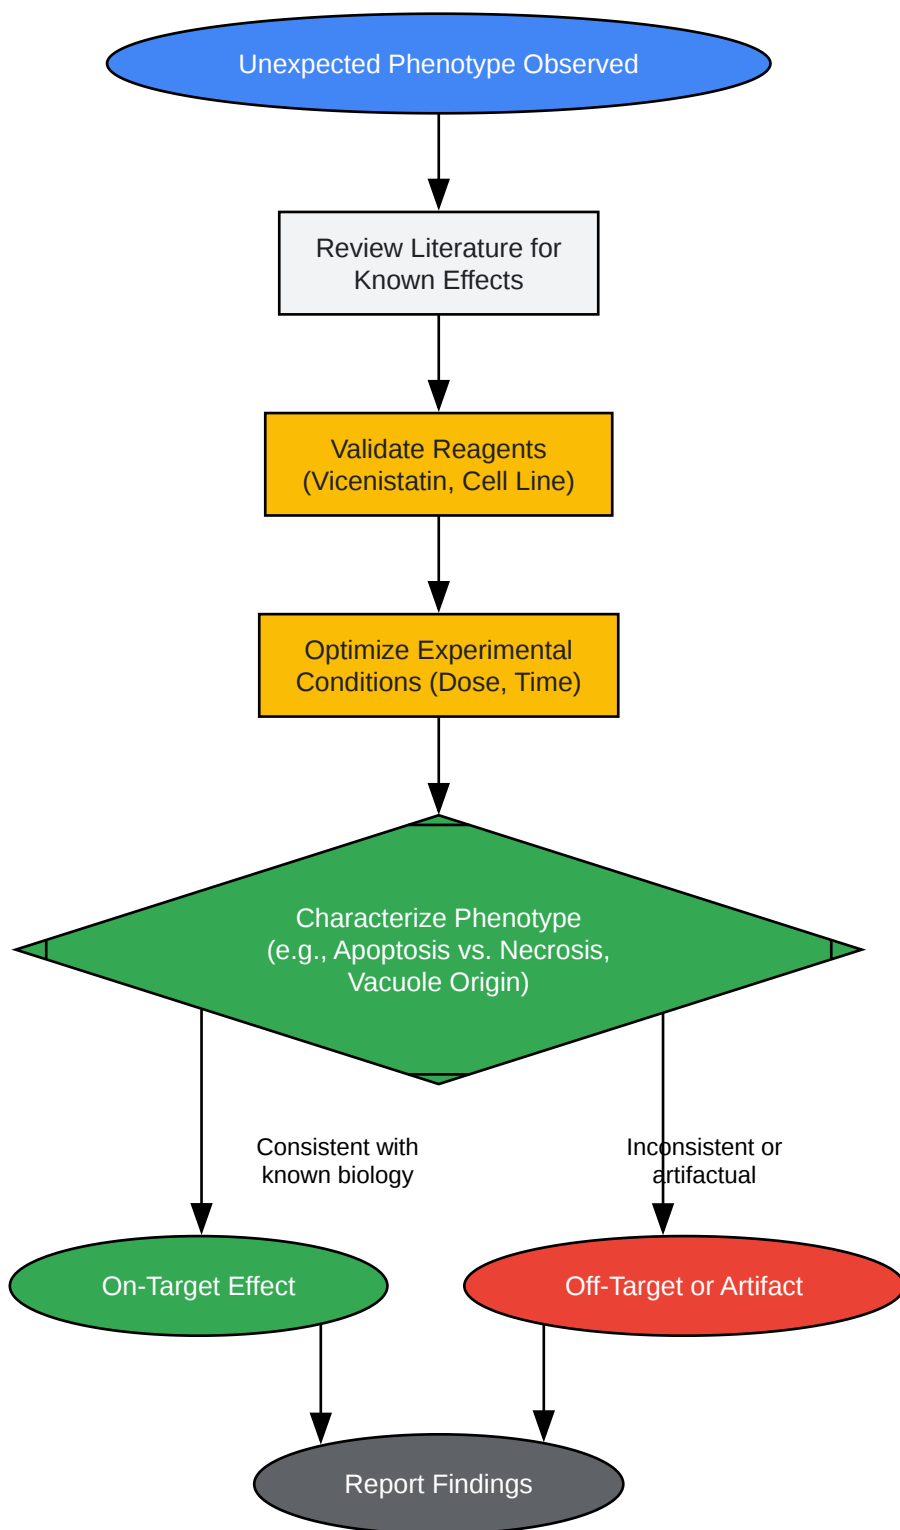 Unexpected Phenotype Observed
Review Literature for
Known Effects
Validate Reagents
(Vicenistatin, Cell Line)
Optimize Experimental
Conditions (Dose, Time)
Characterize Phenotype
(e.g., Apoptosis vs. Necrosis,
Vacuole Origin)
Consistent with
known biology
Inconsistent or
artifactual
On-Target Effect
Off-Target or Artifact
Report Findings